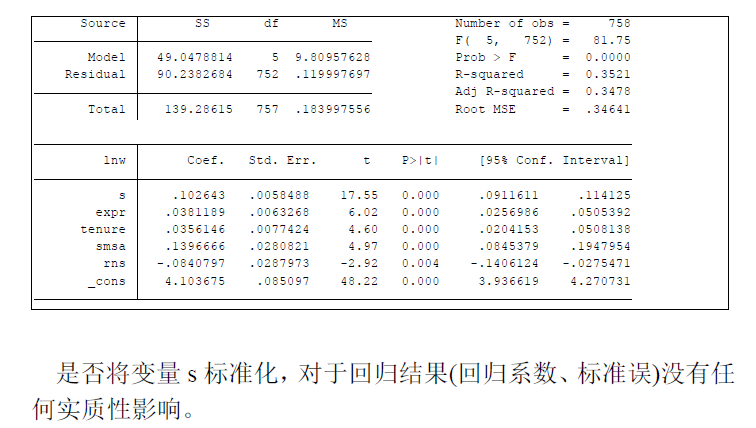 Source SS df MS Number of obs = 758
F( 5, 752) = 81.75
Model 49.0478814 5 9.80957628 Prob > F = 0.0000
Residual 90.2382684 752 .119997697 R-squared = 0.3521
Adj R-squared = 0.3478
Total 139.28615 757 .183997556 Root MSE = .34641
lnw Coef. Std. Err. t P>|t| [95% Conf. Interval]
s .102643 .0058488 17.55 0.000 .0911611 .114125
expr .0381189 .0063268 6.02 0.000 .0256986 .0505392
tenure .0356146 .0077424 4.60 0.000 .0204153 .0508138
smsa .1396666 .0280821 4.97 0.000 .0845379 .1947954
rns -.0840797 .0287973 -2.92 0.004 -.1406124 -.0275471
_cons 4.103675 .085097 48.22 0.000 3.936619 4.270731
是否将变量 s 标准化，对于回归结果(回归系数、标准误)没有任
何实质性影响。